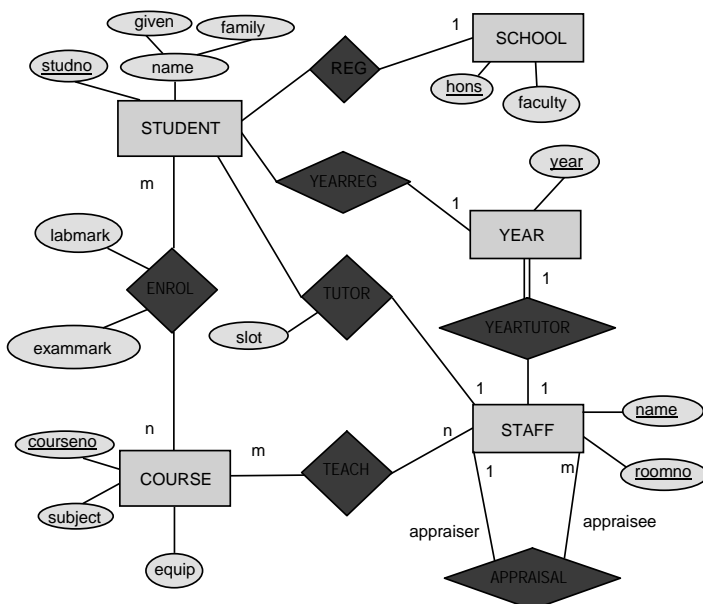 given
family
1
SCHOOL
studno
name
REG
hons
faculty
STUDENT
year
m
YEARREG
1
YEAR
labmark
ENROL
TUTOR
1
slot
YEARTUTOR
exammark
1
1
name
n
n
STAFF
courseno
m
COURSE
TEACH
1
m
roomno
subject
appraiser
appraisee
equip
APPRAISAL